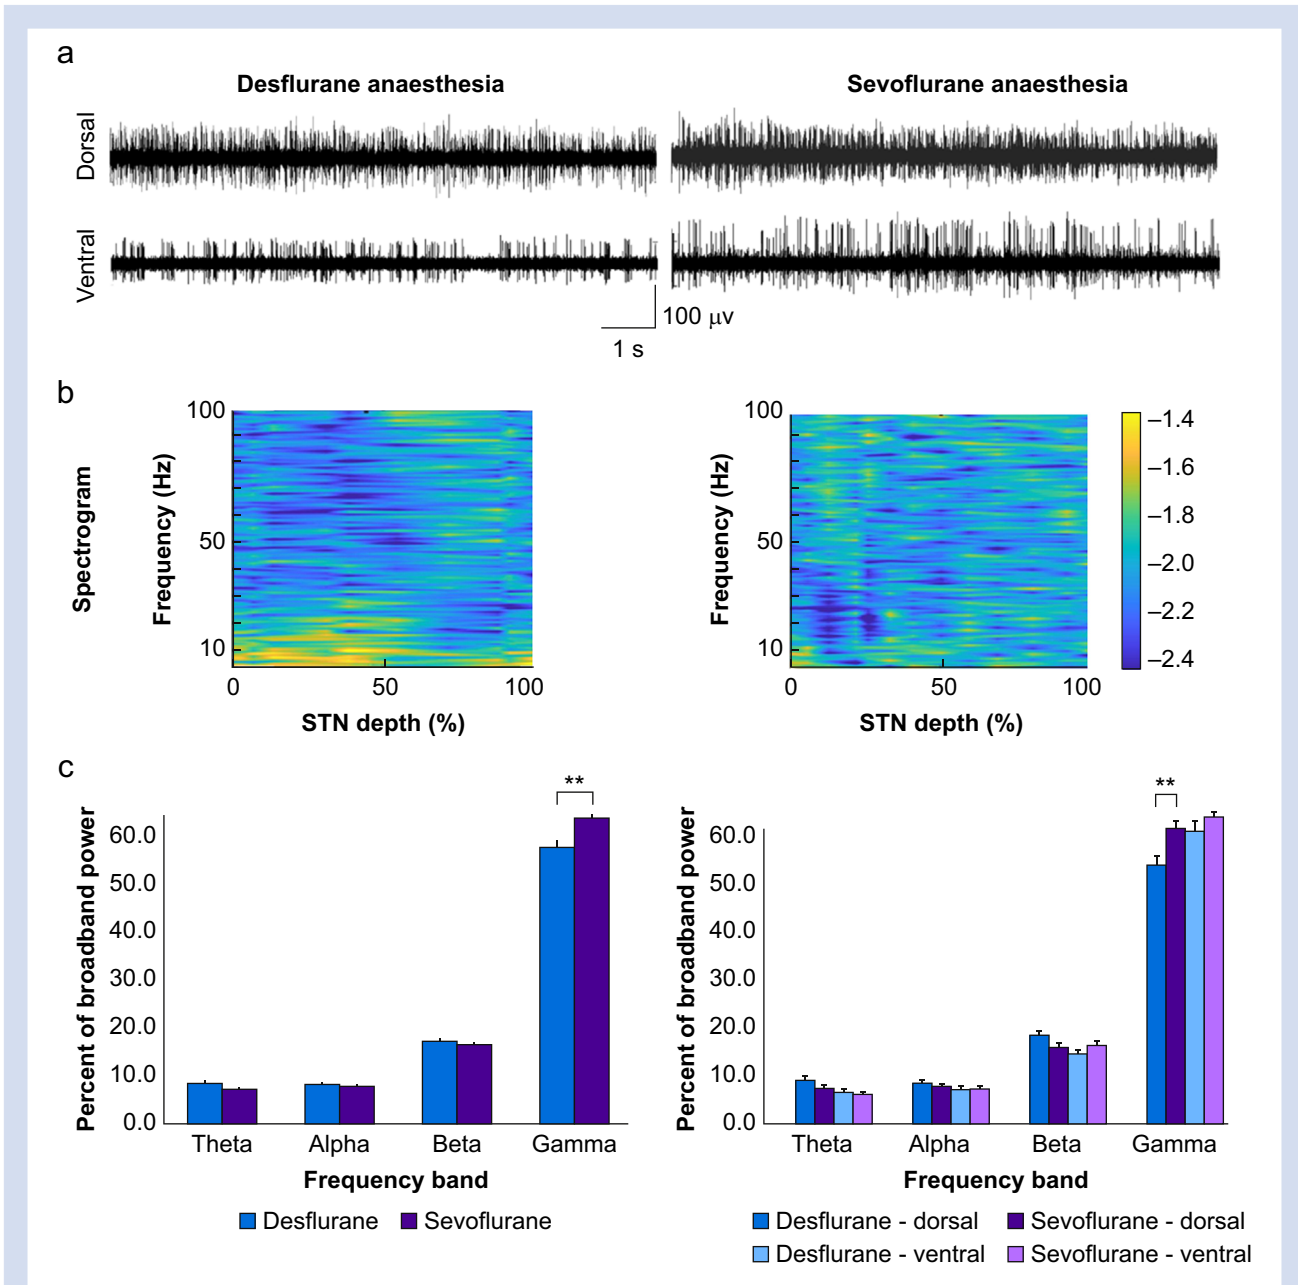 a
Desflurane anaesthesia
Sevoflurane anaesthesia
Dorsal
Ventral
100 μv
1 s
b
Spectrogram
Frequency (Hz)
100
50
10
0
50
100
STN depth (%)
Frequency (Hz)
100
50
10
0
50
100
STN depth (%)
–1.4
–1.6
–1.8
–2.0
–2.2
–2.4
c
Percent of broadband power
60.0
50.0
40.0
30.0
20.0
10.0
0.0
**
Theta
Alpha
Beta
Gamma
Frequency band
Desflurane
Sevoflurane
Percent of broadband power
60.0
50.0
40.0
30.0
20.0
10.0
0.0
**
Theta
Alpha
Beta
Gamma
Frequency band
Desflurane - dorsal
Sevoflurane - dorsal
Desflurane - ventral
Sevoflurane - ventral